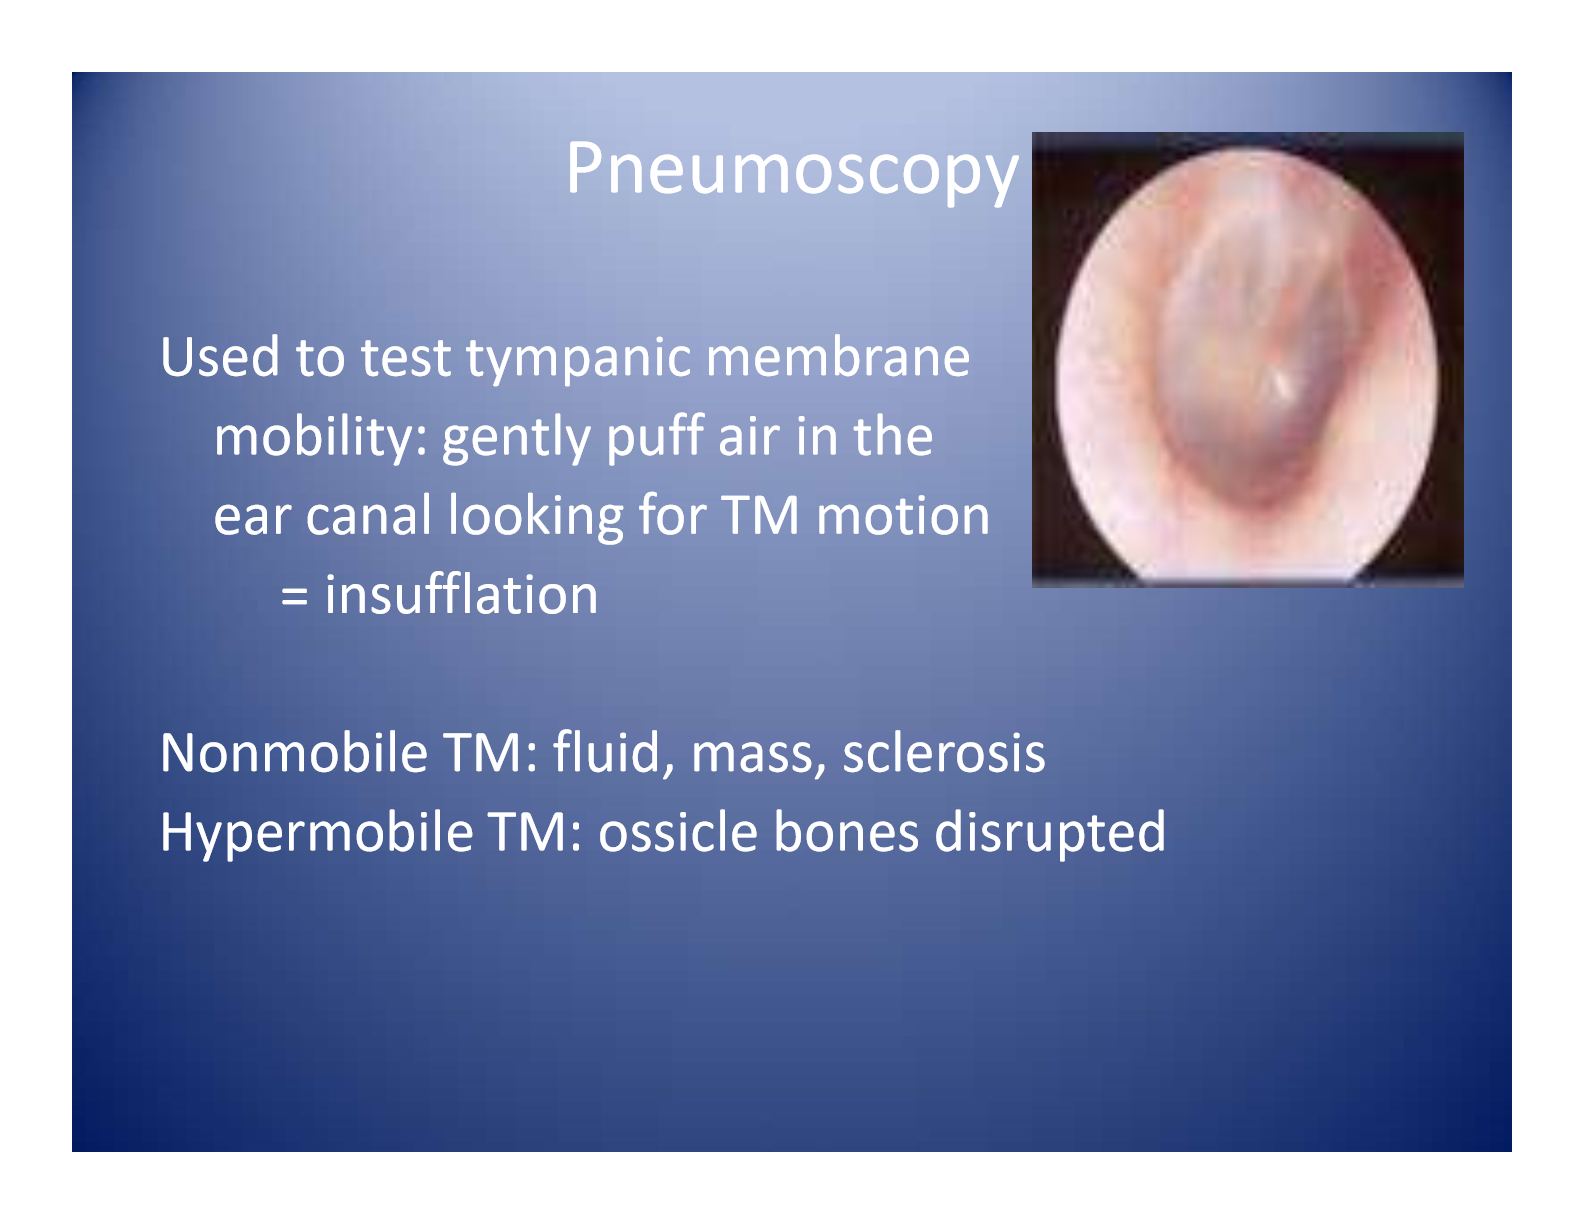 Pneumoscopy
Used to test tympanic membrane
mobility: gently puff air in the
ear canal looking for TM motion
= insufflation
Nonmobile TM: fluid, mass, sclerosis
Hypermobile TM: ossicle bones disrupted